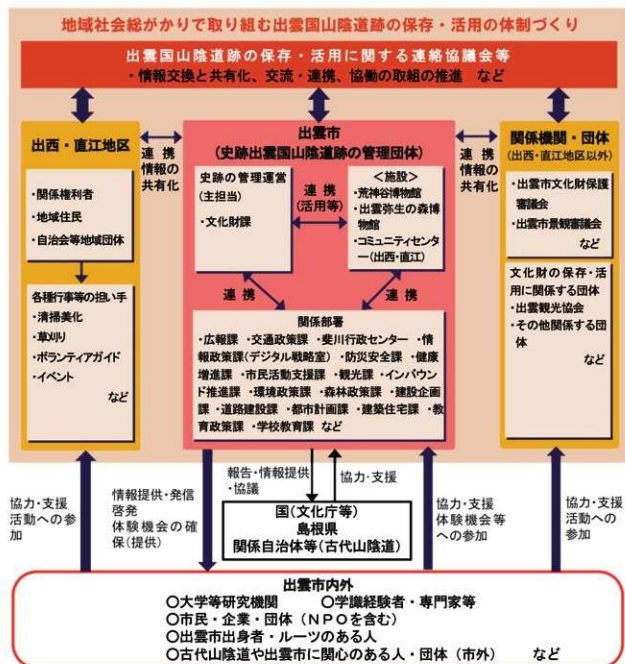 地域社会総がかりで取り組む出雲国山陰道跡の保存・活用の体制づくり
出雲国山陰道跡の保存・活用に関する連絡協議会等
・情報交換と共有化、交流・連携、協働の取組の推進　など
出西・直江地区
・関係権利者
・地域住民
・自治会等地域団体
各種行事等の担い手
・清掃美化
・草刈り
・ボランティアガイド
・イベント
など
連携
情報の
共有化
出雲市
(史跡出雲国山陰道跡の管理団体)
史跡の管理運営
(主担当)
・文化財課
連携
(活用等)
＜施設＞
・荒神谷博物館
・出雲弥生の森博
物館
・コミュニティセンタ
ー(出西・直江)
連携
連携
関係部署
・広報課　・交通政策課　・斐川行政センター　・情
報政策課(デジタル戦略室)　・防災安全課　・健康
増進課　・市民活動支援課　・観光課　・インバウン
ド推進課　・環境政策課　・森林政策課　・建設企画
課　・道路建設課　・都市計画課　・建築住宅課　・教
育政策課　・学校教育課　など
連携
情報の
共有化
関係機関・団体
(出西・直江地区以外)
・出雲市文化財保護
審議会
・出雲市景観審議会
など
文化財の保存・活
用に関係する団体
・出雲観光協会
・その他関係する団
体
など
協力・支援
活動への参
加
情報提供・発信
啓発
体験機会の確
保(提供)
報告・情報提供
・協議
協力・支援
国(文化庁等)
島根県
関係自治体等(古代山陰道)
協力・支援
体験機会等
への参加
協力・支援
活動への
参加
出雲市内外
〇大学等研究機関　〇学識経験者・専門家等
〇市民・企業・団体（ＮＰＯを含む）
〇出雲市出身者・ルーツのある人
〇古代山陰道や出雲市に関心のある人・団体（市外）　など